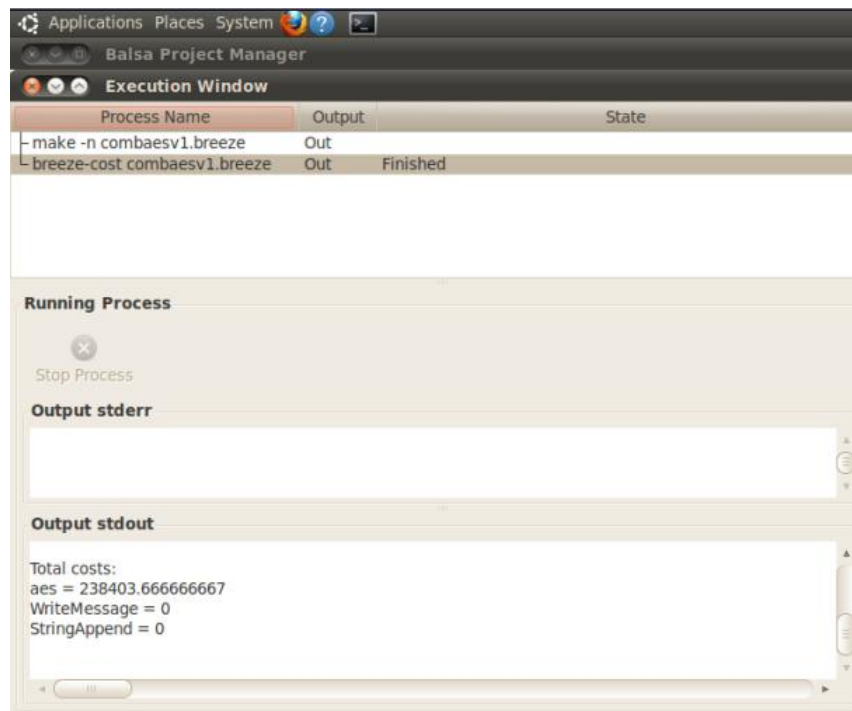 Applications Places System
Balsa Project Manager
Execution Window
Process Name Output State
make -n combaesv1.breeze Out
breeze-cost combaesv1.breeze Out Finished
Running Process
Stop Process
Output stderr
Output stdout
Total costs:
aes = 238403.666666667
WriteMessage = 0
StringAppend = 0